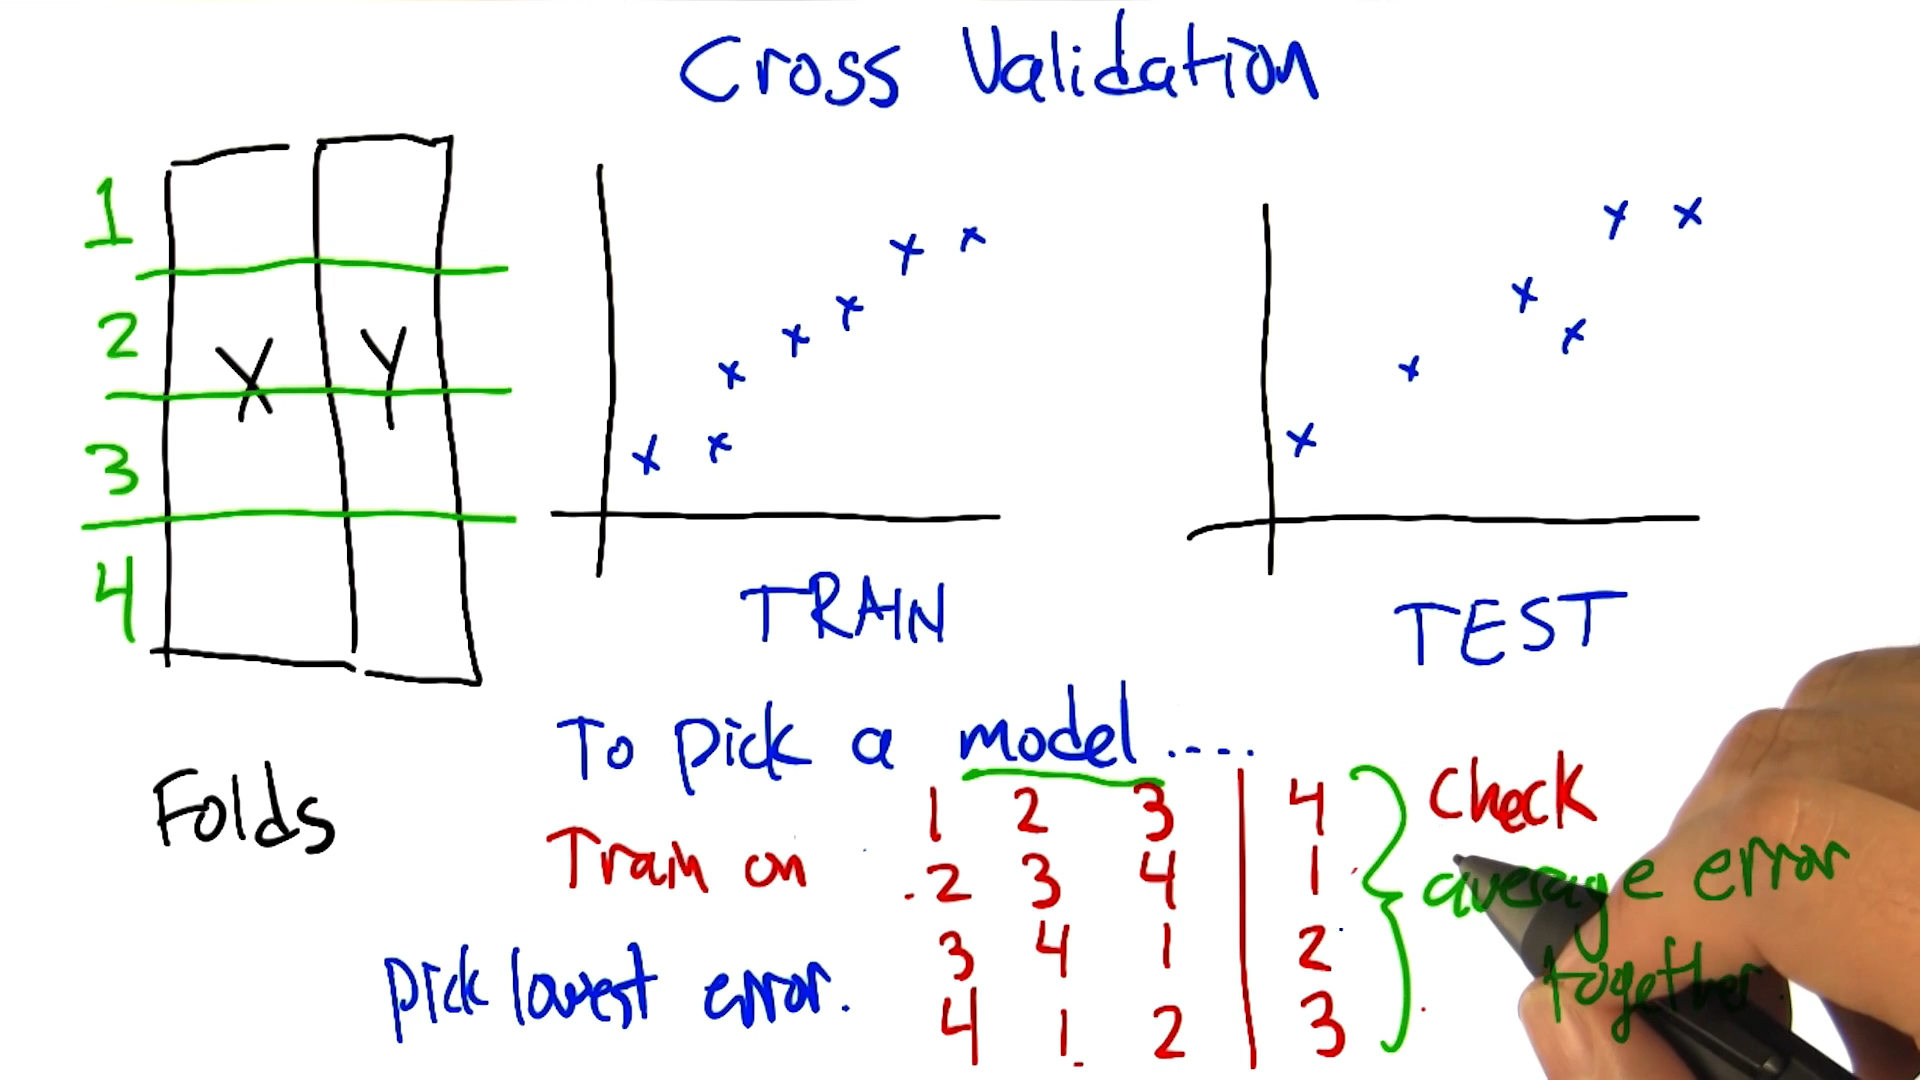 Cross Validation
1
2
X Y
3
4
TRAIN
TEST
To pick a model ....
Folds
1 2 3 | 4 Check
Train on 2 3 4 | 1 average error
3 4 1 | 2 together
pick lowest error.
4 1 2 | 3